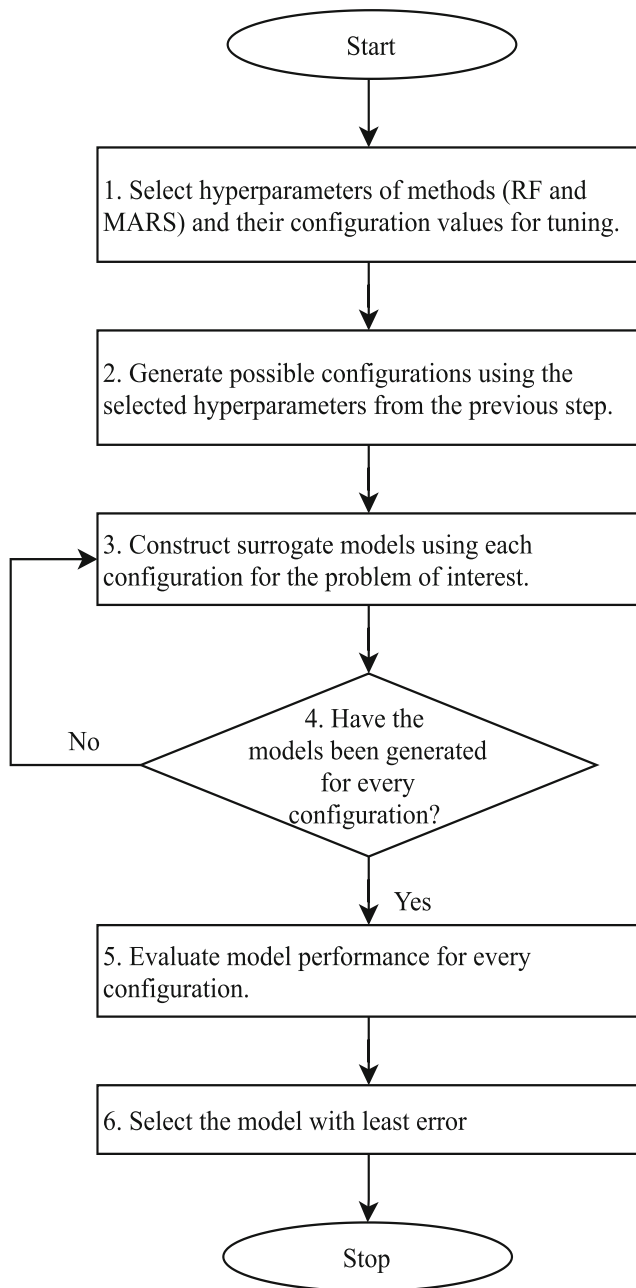 Start
1. Select hyperparameters of methods (RF and
MARS) and their configuration values for tuning.
2. Generate possible configurations using the
selected hyperparameters from the previous step.
3. Construct surrogate models using each
configuration for the problem of interest.
4. Have the
models been generated
for every
configuration?
No
Yes
5. Evaluate model performance for every
configuration.
6. Select the model with least error
Stop